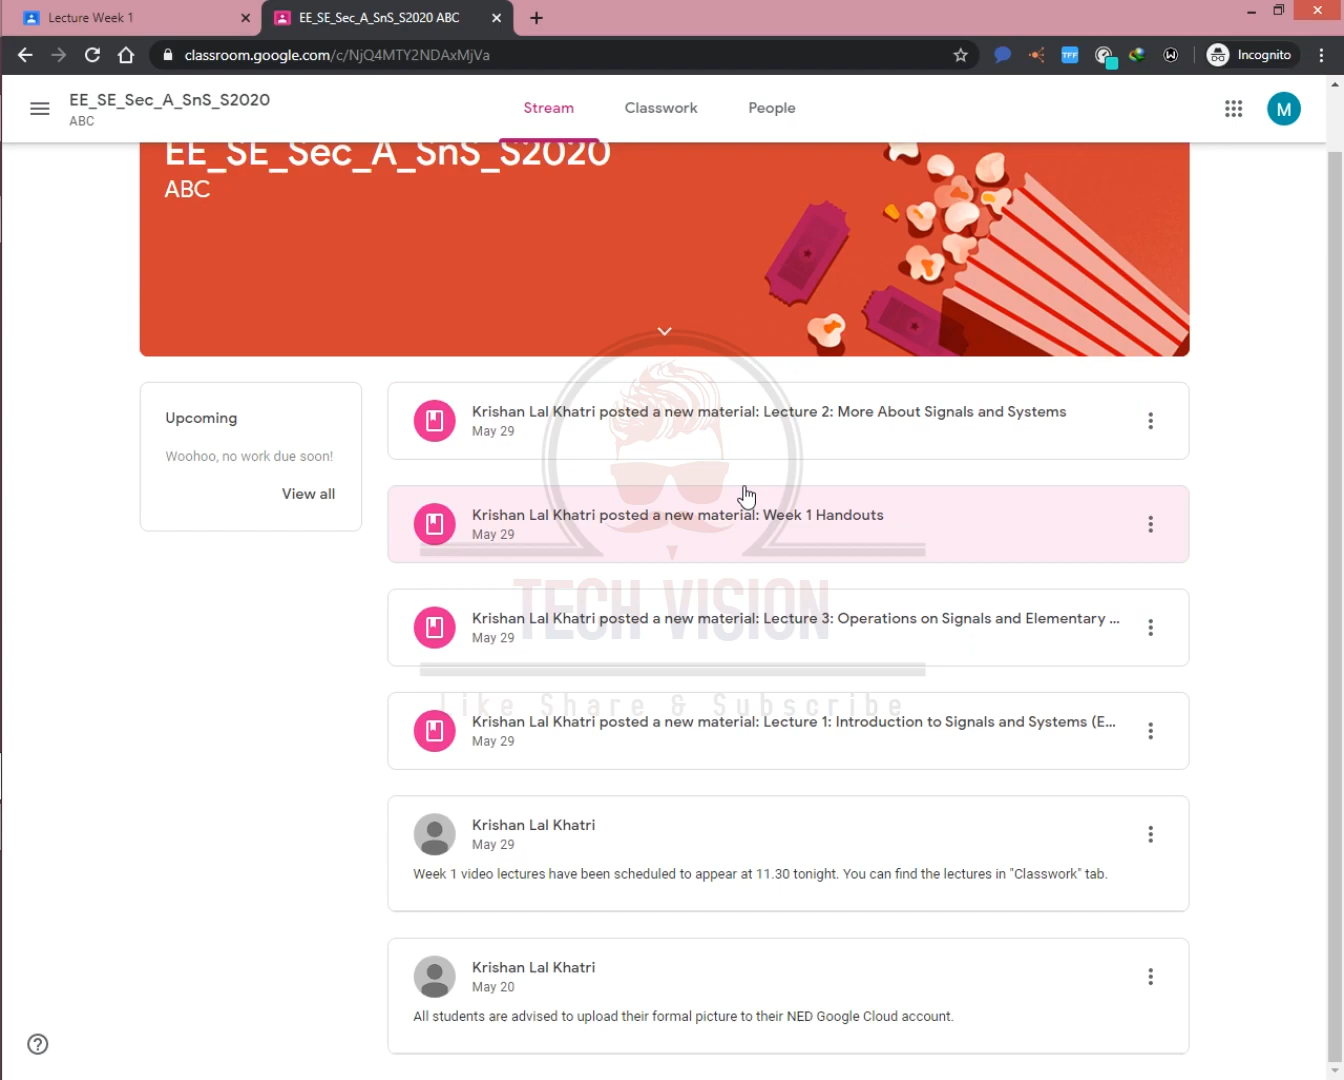 Lecture Week 1
EE_SE_Sec_A_SnS_S2020 ABC
classroom.google.com/c/NjQ4MTY2NDAxMjVa
TFF
Incognito
EE_SE_Sec_A_SnS_S2020
ABC
Stream
Classwork
People
M
EE_SE_Sec_A_SnS_S2020
ABC
Upcoming
Woohoo, no work due soon!
View all
Krishan Lal Khatri posted a new material: Lecture 2: More About Signals and Systems
May 29
Krishan Lal Khatri posted a new material: Week 1 Handouts
May 29
TECH VISION
Krishan Lal Khatri posted a new material: Lecture 3: Operations on Signals and Elementary ...
May 29
Like Share & Subscribe
Krishan Lal Khatri posted a new material: Lecture 1: Introduction to Signals and Systems (E...
May 29
Krishan Lal Khatri
May 29
Week 1 video lectures have been scheduled to appear at 11.30 tonight. You can find the lectures in "Classwork" tab.
Krishan Lal Khatri
May 20
All students are advised to upload their formal picture to their NED Google Cloud account.